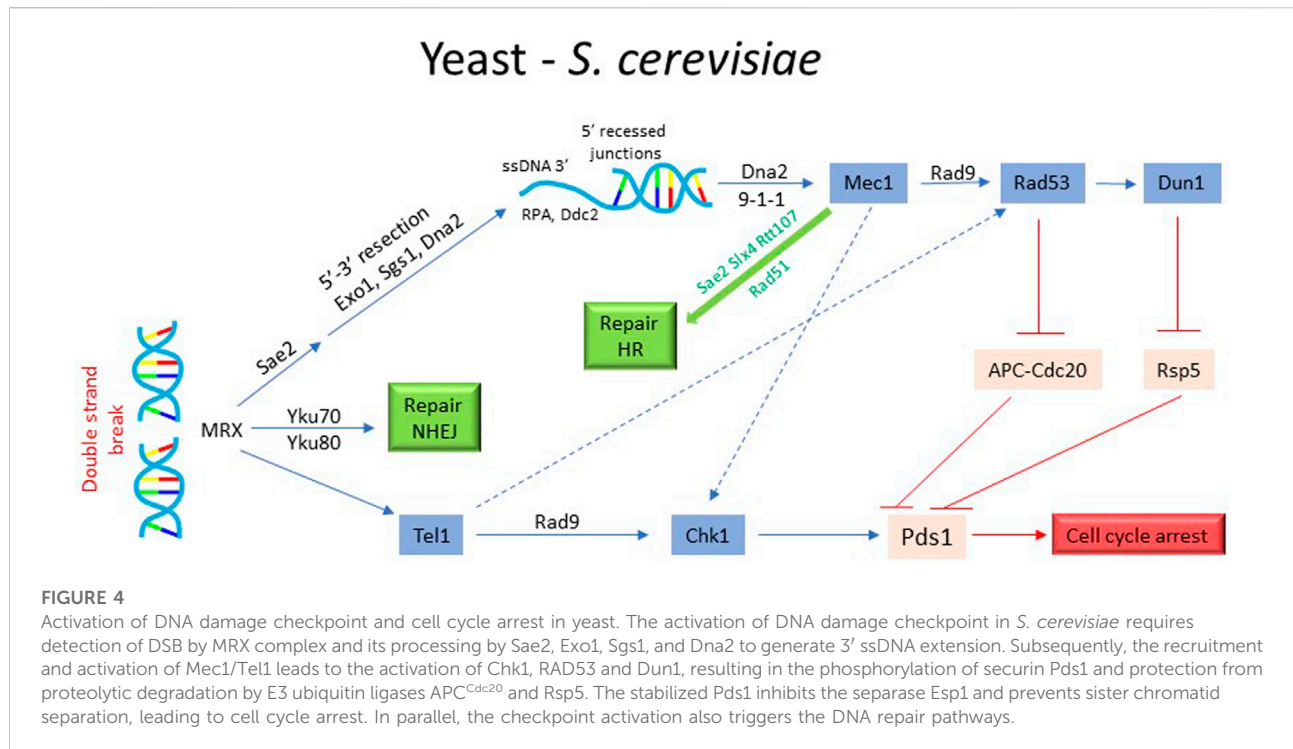 Yeast - S. cerevisiae
5′ recessed
junctions
ssDNA 3′
RPA, Ddc2
Dna2
9-1-1
Mec1
Rad9
Rad53
Dun1
5′-3′ resection
Exo1, Sgs1, Dna2
Sae2
Sae2 Slx4 Rtt107
Rad51
Repair
HR
APC-Cdc20
Rsp5
Double strand
break
MRX
Yku70
Yku80
Repair
NHEJ
Tel1
Rad9
Chk1
Pds1
Cell cycle arrest
FIGURE 4
Activation of DNA damage checkpoint and cell cycle arrest in yeast. The activation of DNA damage checkpoint in S. cerevisiae requires
detection of DSB by MRX complex and its processing by Sae2, Exo1, Sgs1, and Dna2 to generate 3′ ssDNA extension. Subsequently, the recruitment
and activation of Mec1/Tel1 leads to the activation of Chk1, RAD53 and Dun1, resulting in the phosphorylation of securin Pds1 and protection from
proteolytic degradation by E3 ubiquitin ligases APCCdc20 and Rsp5. The stabilized Pds1 inhibits the separase Esp1 and prevents sister chromatid
separation, leading to cell cycle arrest. In parallel, the checkpoint activation also triggers the DNA repair pathways.